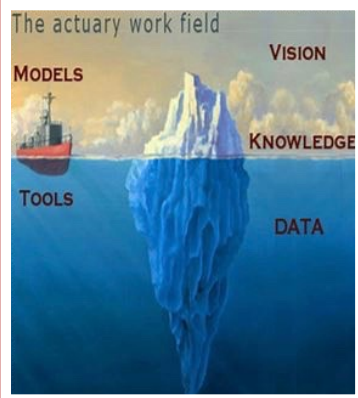 The actuary work field
VISION
MODELS
KNOWLEDGE
TOOLS
DATA